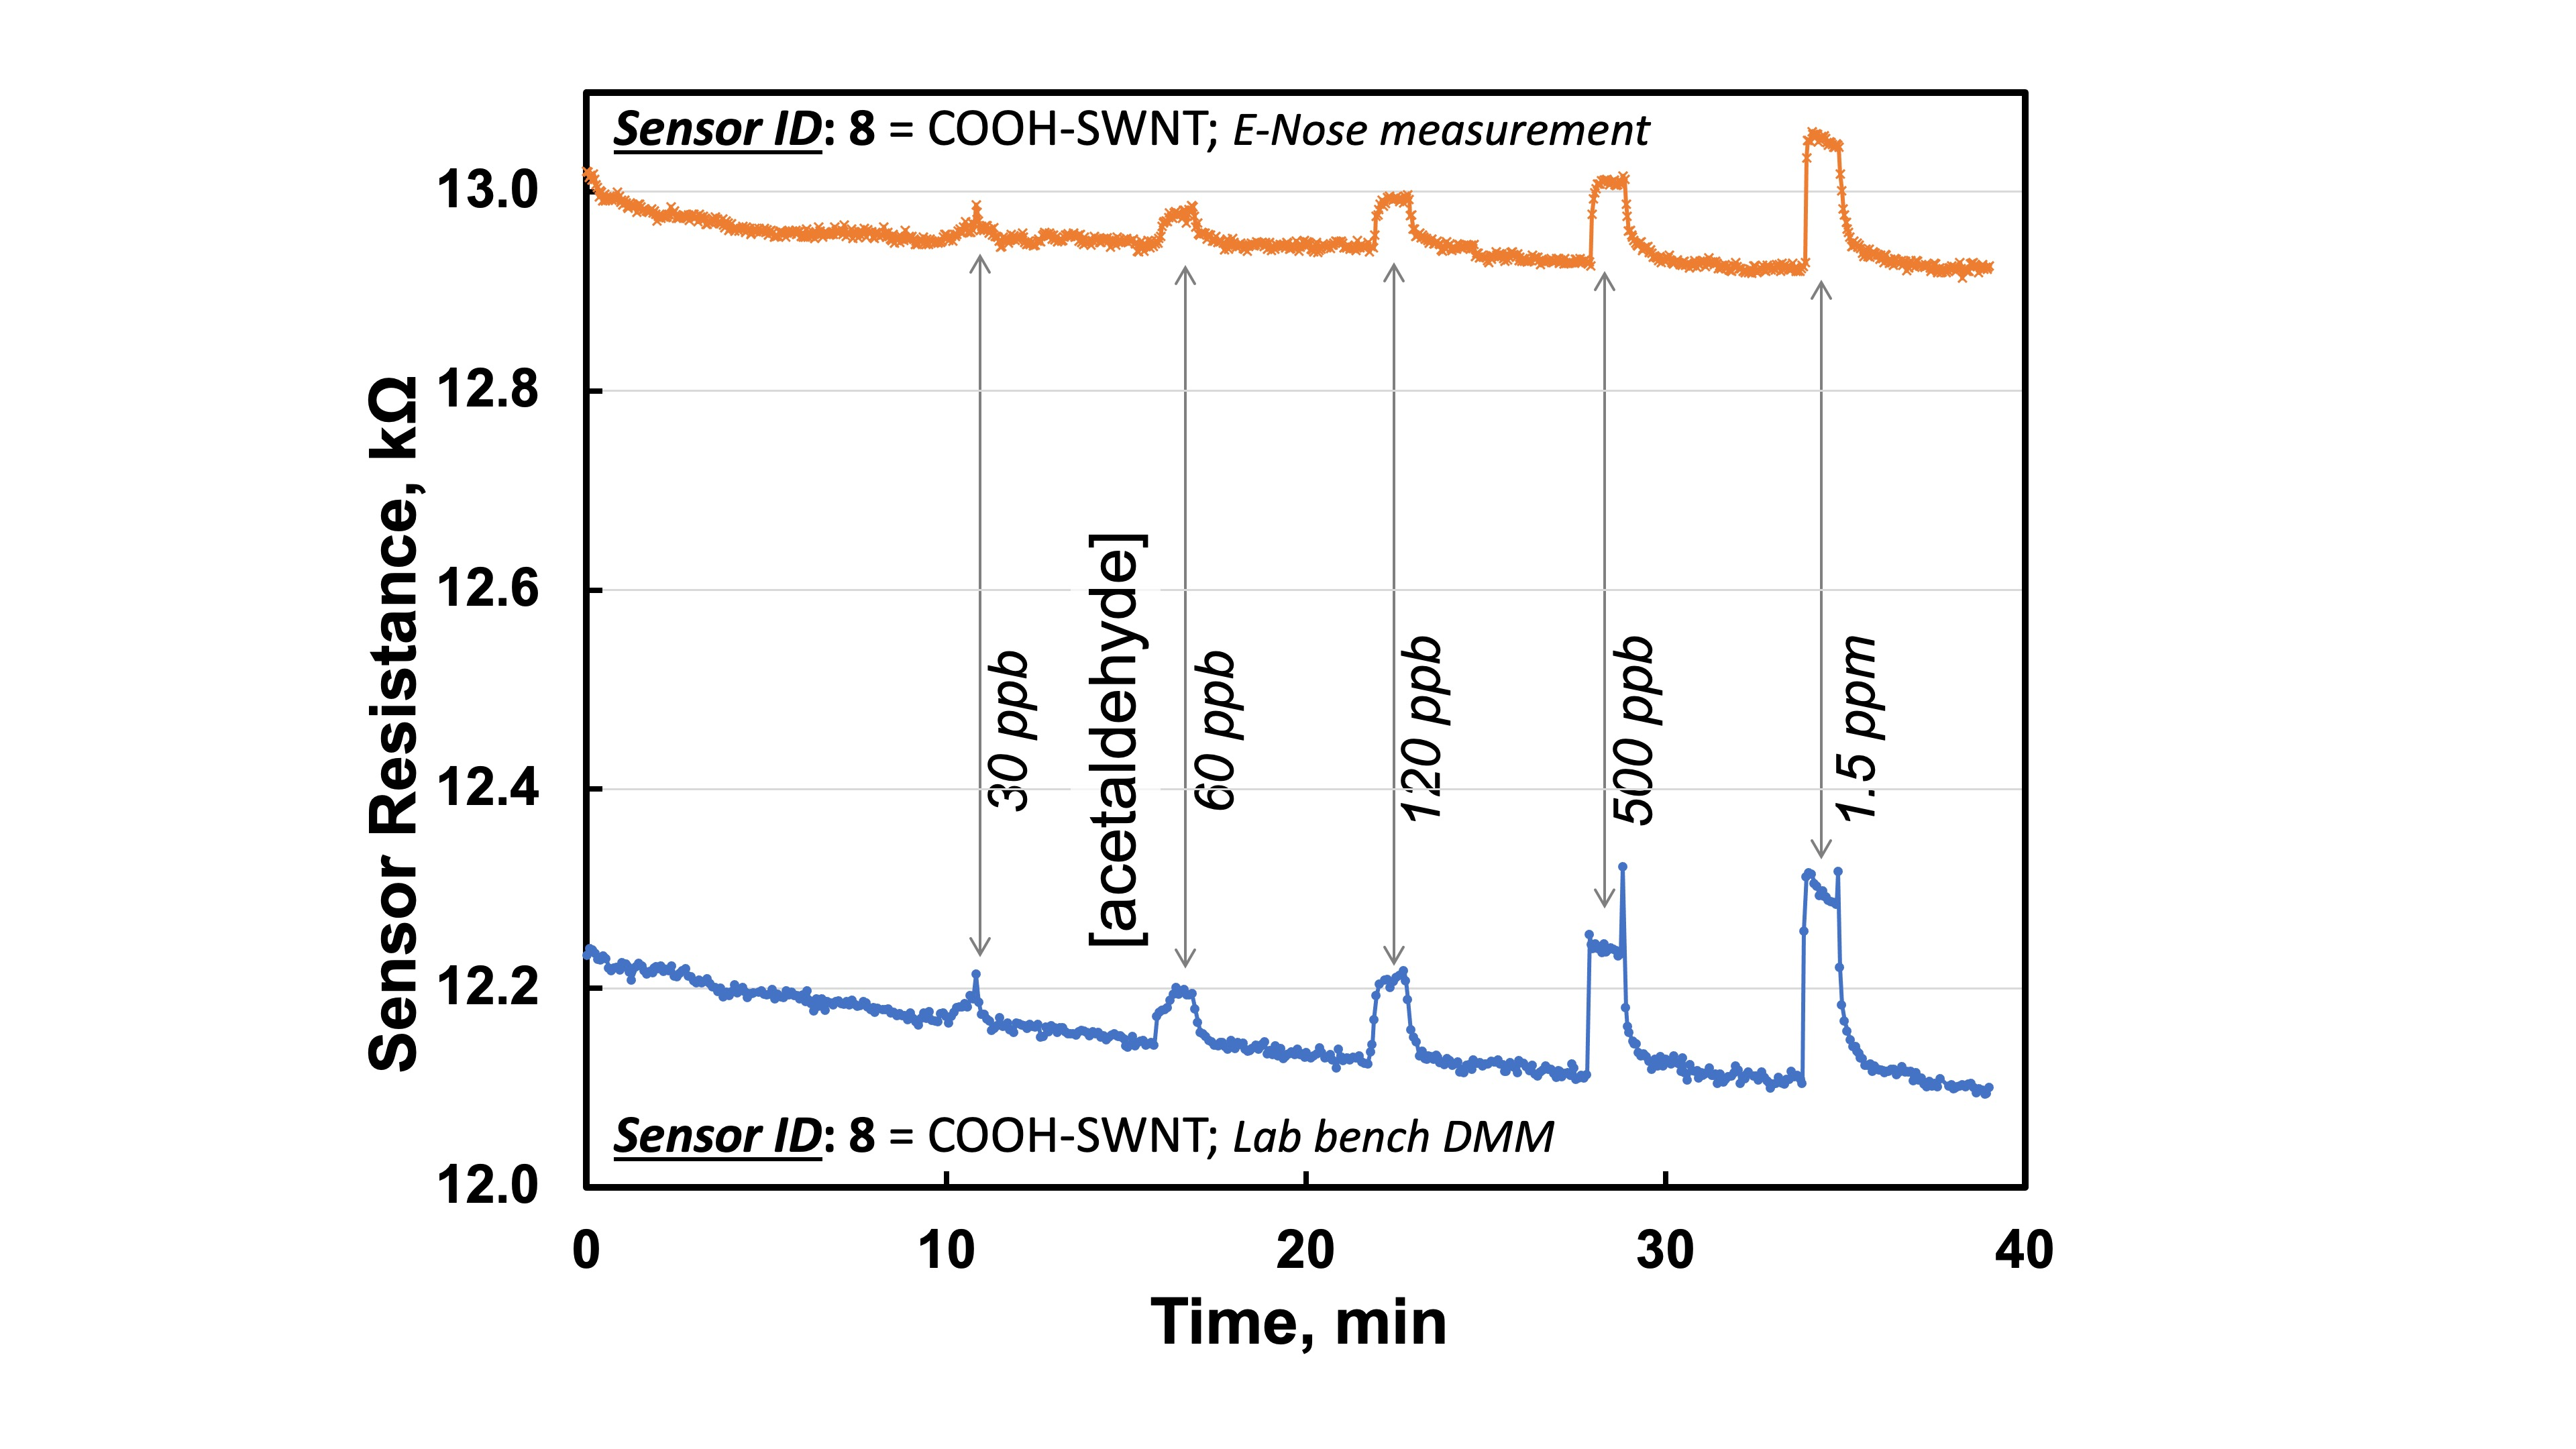 Sensor ID: 8 = COOH-SWNT; E-Nose measurement
13.0
12.8
12.6
12.4
12.2
12.0
Sensor Resistance, kΩ
30 ppb
[acetaldehyde]
60 ppb
120 ppb
500 ppb
1.5 ppm
Sensor ID: 8 = COOH-SWNT; Lab bench DMM
0
10
20
30
40
Time, min